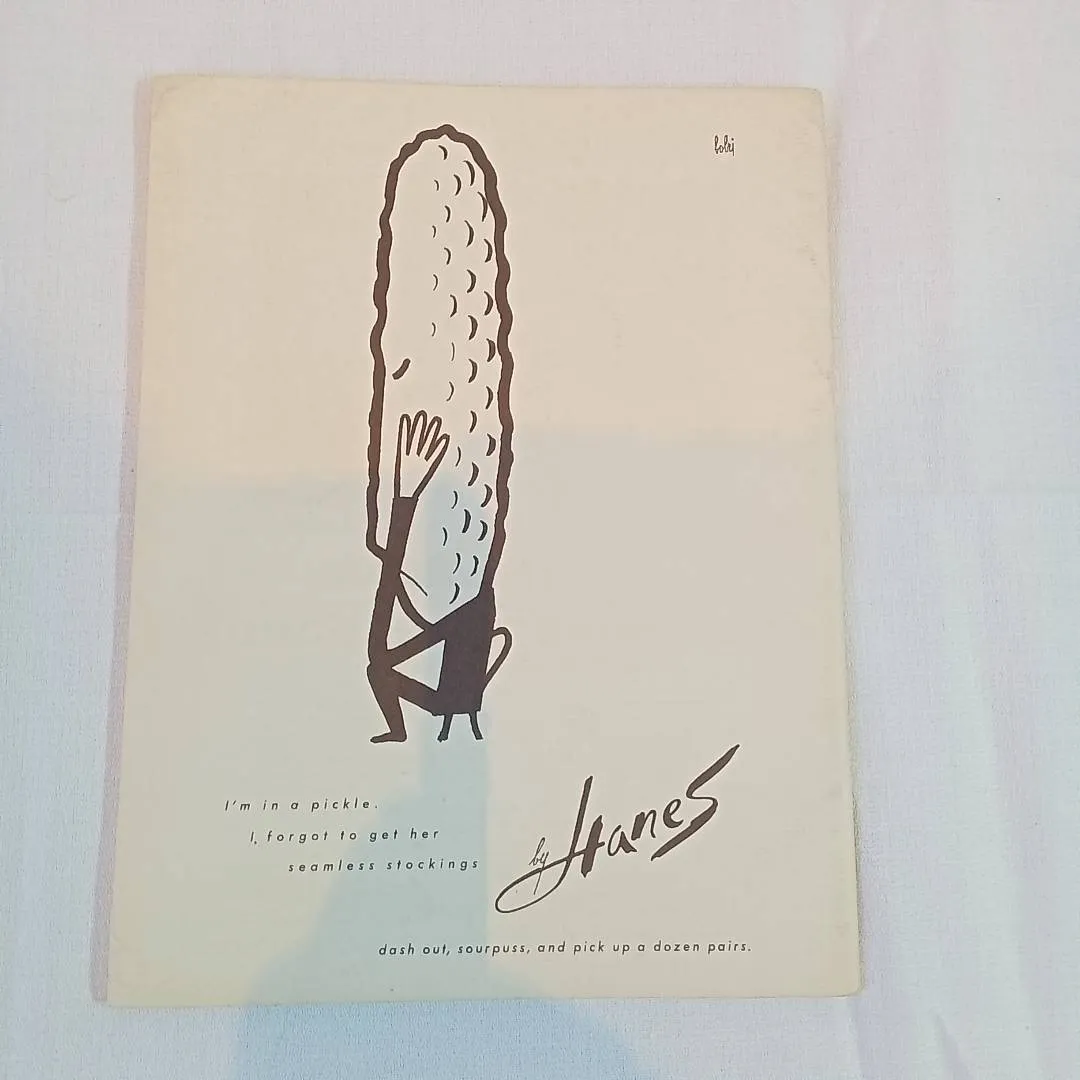 bobri
I'm in a pickle.
I, forgot to get her
seamless stockings
by Hanes
dash out, sourpuss, and pick up a dozen pairs.